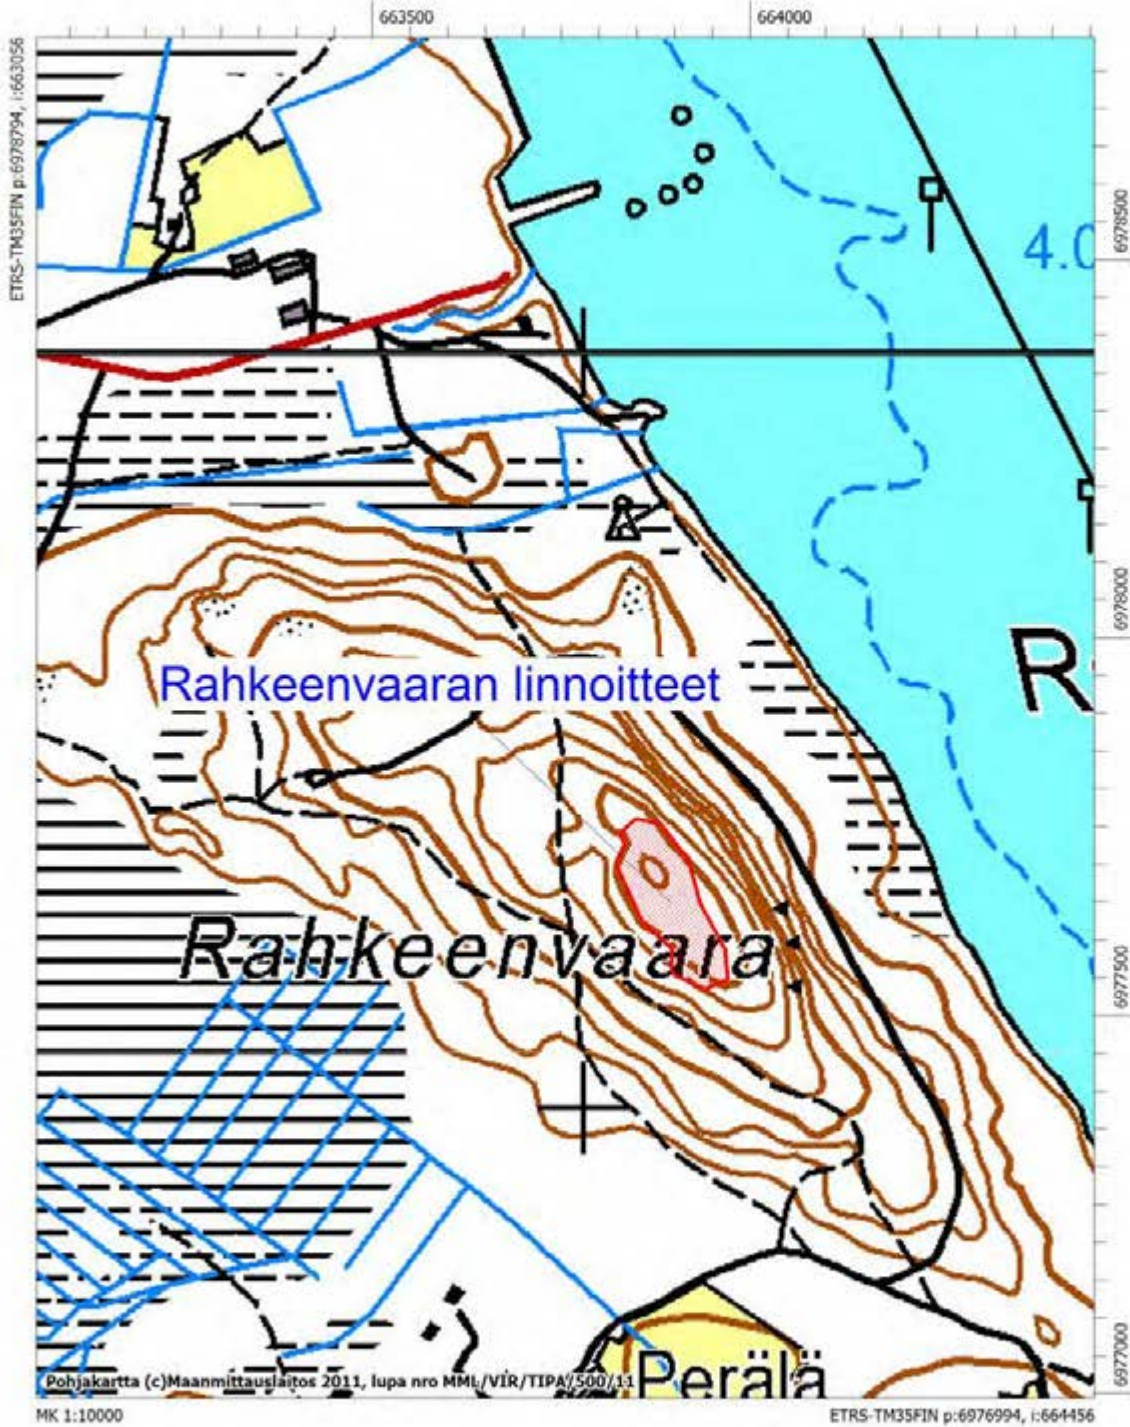 663500 664000
ETRS-TM35FIN p:6978794, i:663056
6978500
4.0
6978000
R
Rahkeenvaaran linnoitteet
Rahkeenvaara
6977500
6977000
Perälä
Pohjakartta (c)Maanmittauslaitos 2011, lupa nro MML/VIR/TIPA/500/11
MK 1:10000 ETRS-TM35FIN p:6976994, i:664456